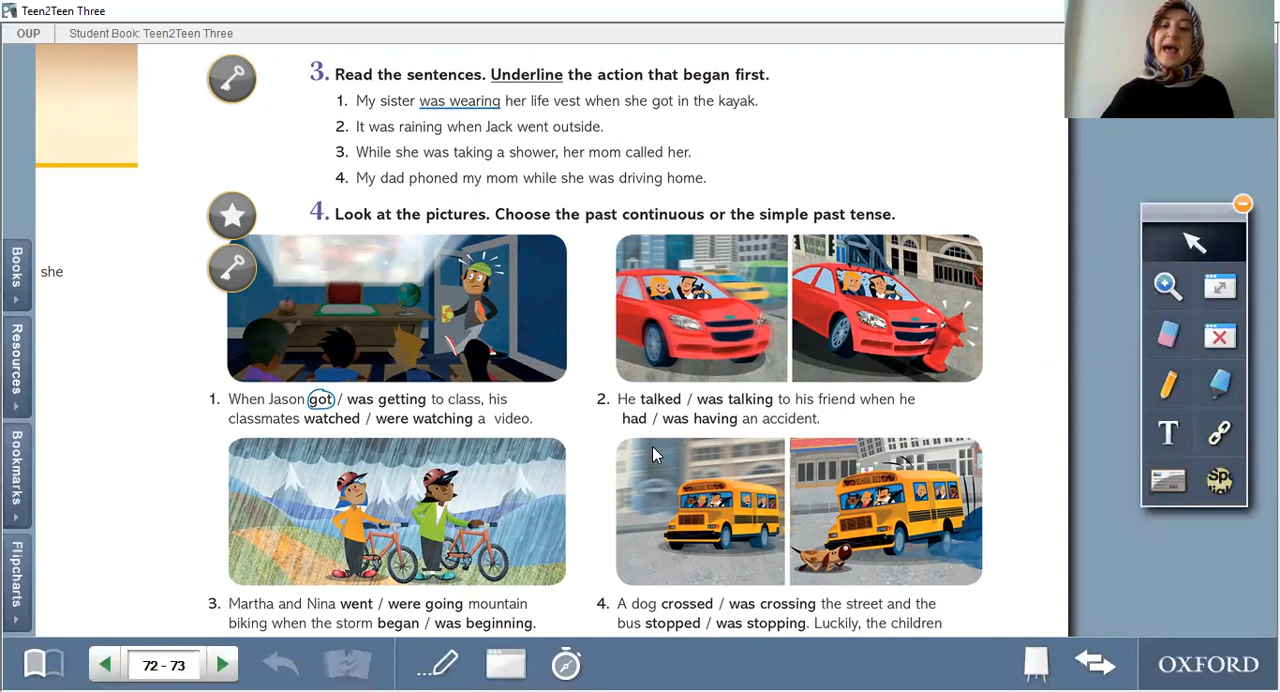 Teen2Teen Three
OUP
Student Book: Teen2Teen Three
3. Read the sentences. Underline the action that began first.
1. My sister was wearing her life vest when she got in the kayak.
2. It was raining when Jack went outside.
3. While she was taking a shower, her mom called her.
4. My dad phoned my mom while she was driving home.
4. Look at the pictures. Choose the past continuous or the simple past tense.
she
1. When Jason got / was getting to class, his
classmates watched / were watching a video.
2. He talked / was talking to his friend when he
had / was having an accident.
SCHOOL BUS
SCHOOL BUS
3. Martha and Nina went / were going mountain
biking when the storm began / was beginning.
4. A dog crossed / was crossing the street and the
bus stopped / was stopping. Luckily, the children
Books
Resources
Bookmarks
Flipcharts
T
Sp
72 - 73
OXFORD